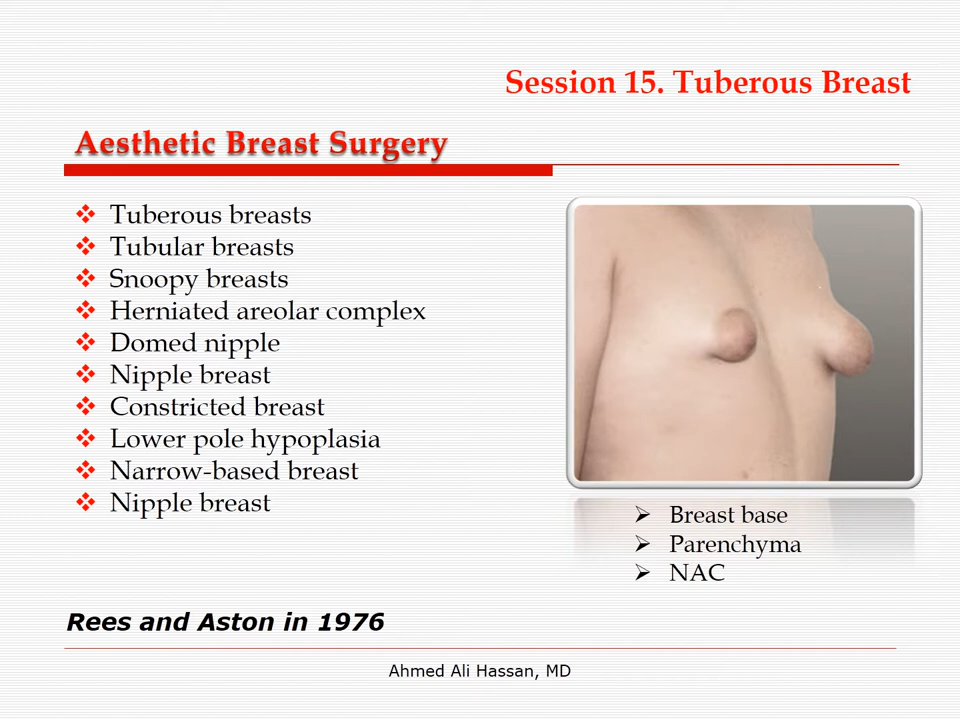 Session 15. Tuberous Breast
Aesthetic Breast Surgery
Tuberous breasts
Tubular breasts
Snoopy breasts
Herniated areolar complex
Domed nipple
Nipple breast
Constricted breast
Lower pole hypoplasia
Narrow-based breast
Nipple breast
Breast base
Parenchyma
NAC
Rees and Aston in 1976
Ahmed Ali Hassan, MD